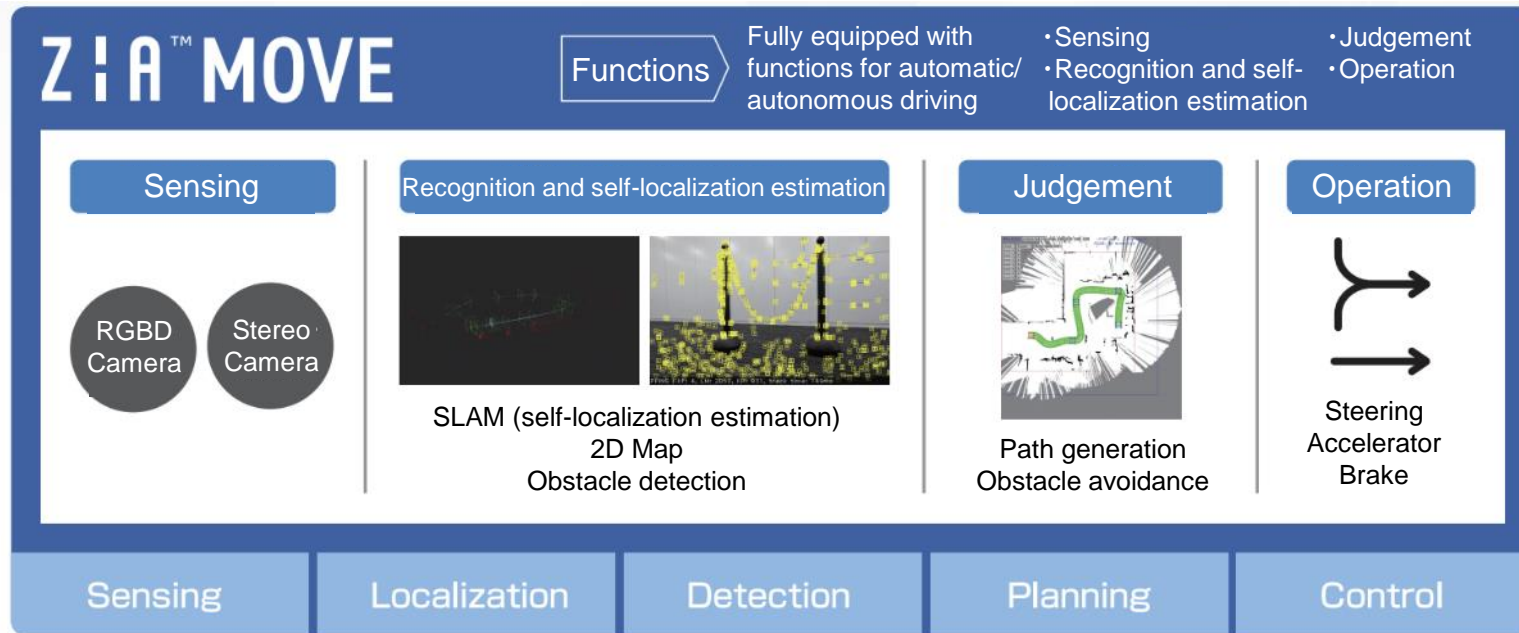 ZIA™ MOVE
Functions
Fully equipped with
functions for automatic/
autonomous driving
・Sensing
・Recognition and self-
localization estimation
・Judgement
・Operation
Sensing
RGBD
Camera
Stereo
Camera
Recognition and self-localization estimation
SLAM (self-localization estimation)
2D Map
Obstacle detection
Judgement
Path generation
Obstacle avoidance
Operation
Steering
Accelerator
Brake
Sensing
Localization
Detection
Planning
Control